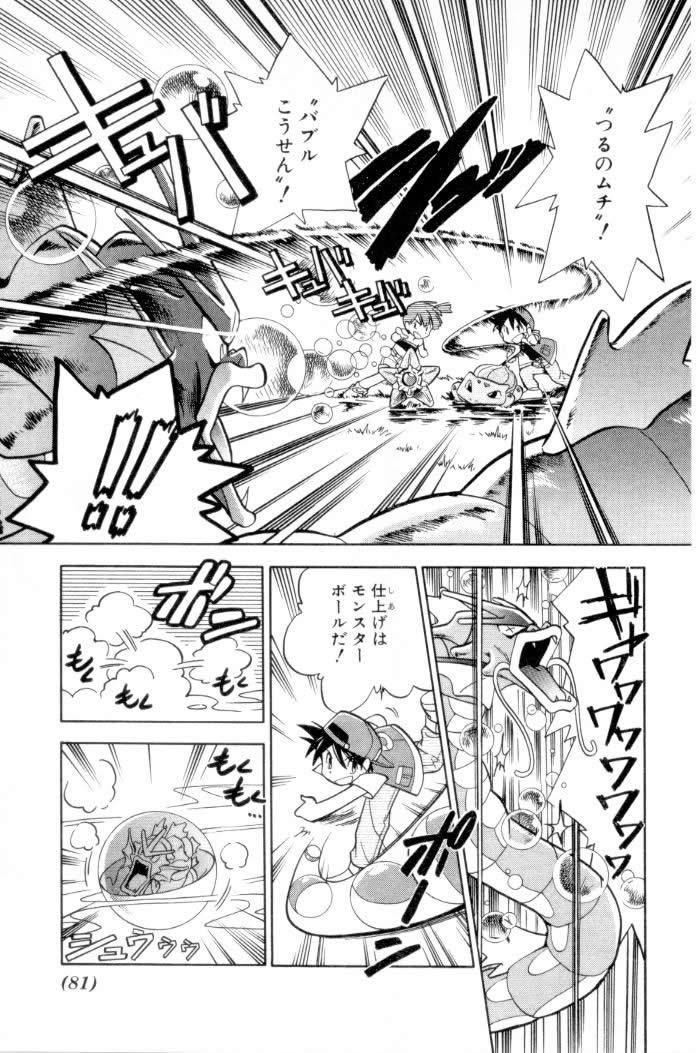 “つるのムチ”！
“バブル
こうせん”！
キュバ
キュバ
キュバ
!!!
ギャワワワワワワ
仕上げは
しあ
モンスター
ボールだ！
ポーン
ボン
もく
もく
もく
もく
もく…
シュウゥゥ
(81)